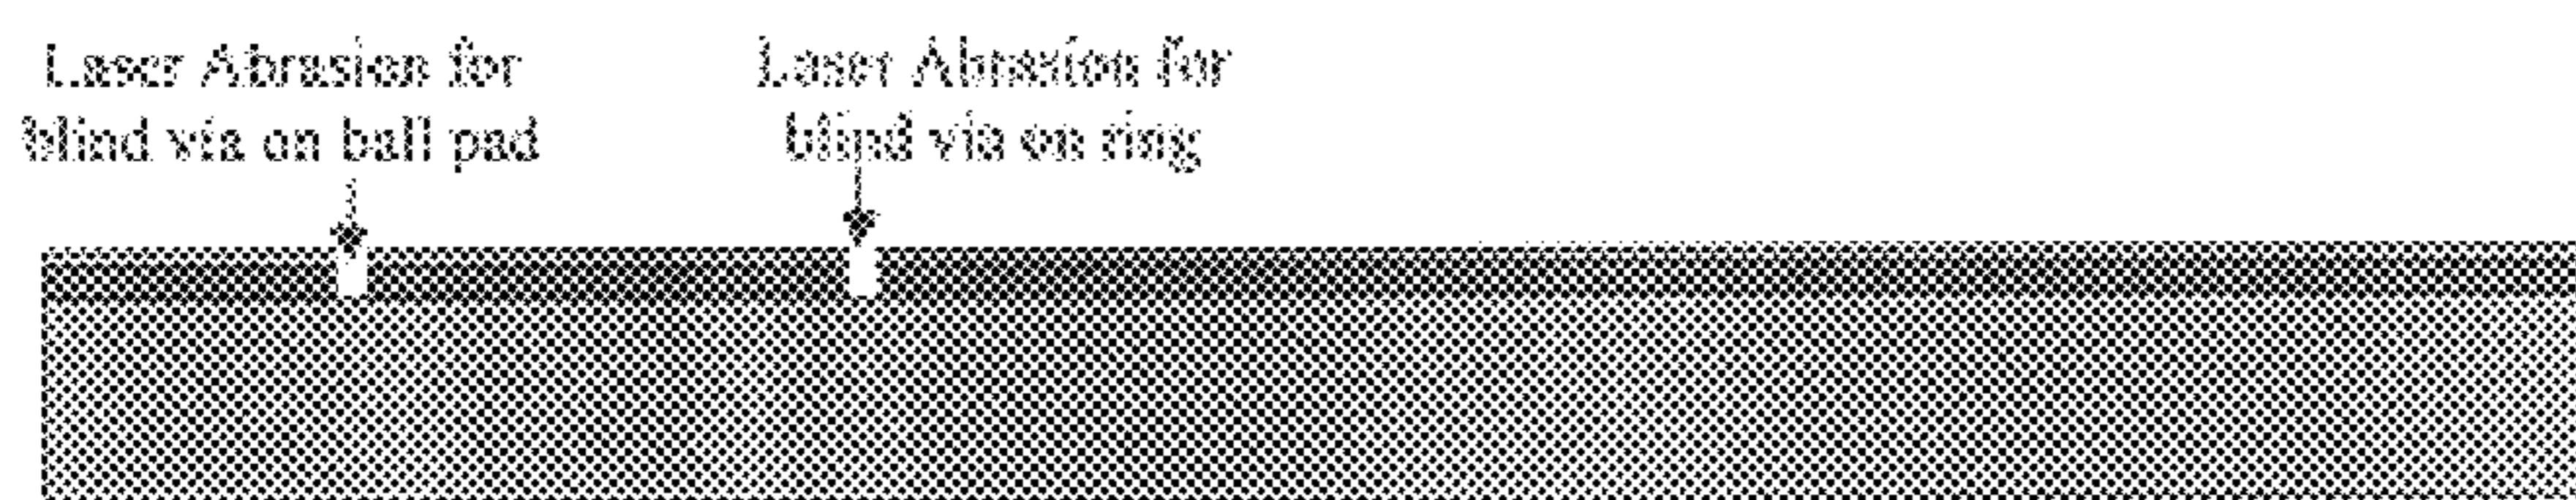 Laser Abrasion for
blind via on ball pad
Laser Abrasion for
blind via on ring